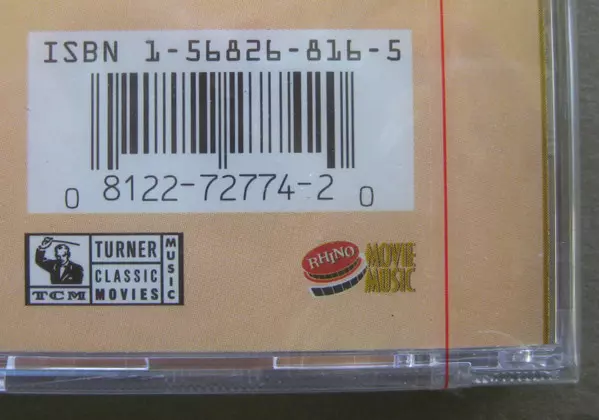 ISBN 1-56826-816-5
0 8122-72774-2 0
TURNER
CLASSIC
MOVIES
MUSIC
TCM
RHINO
MOVIE
MUSIC